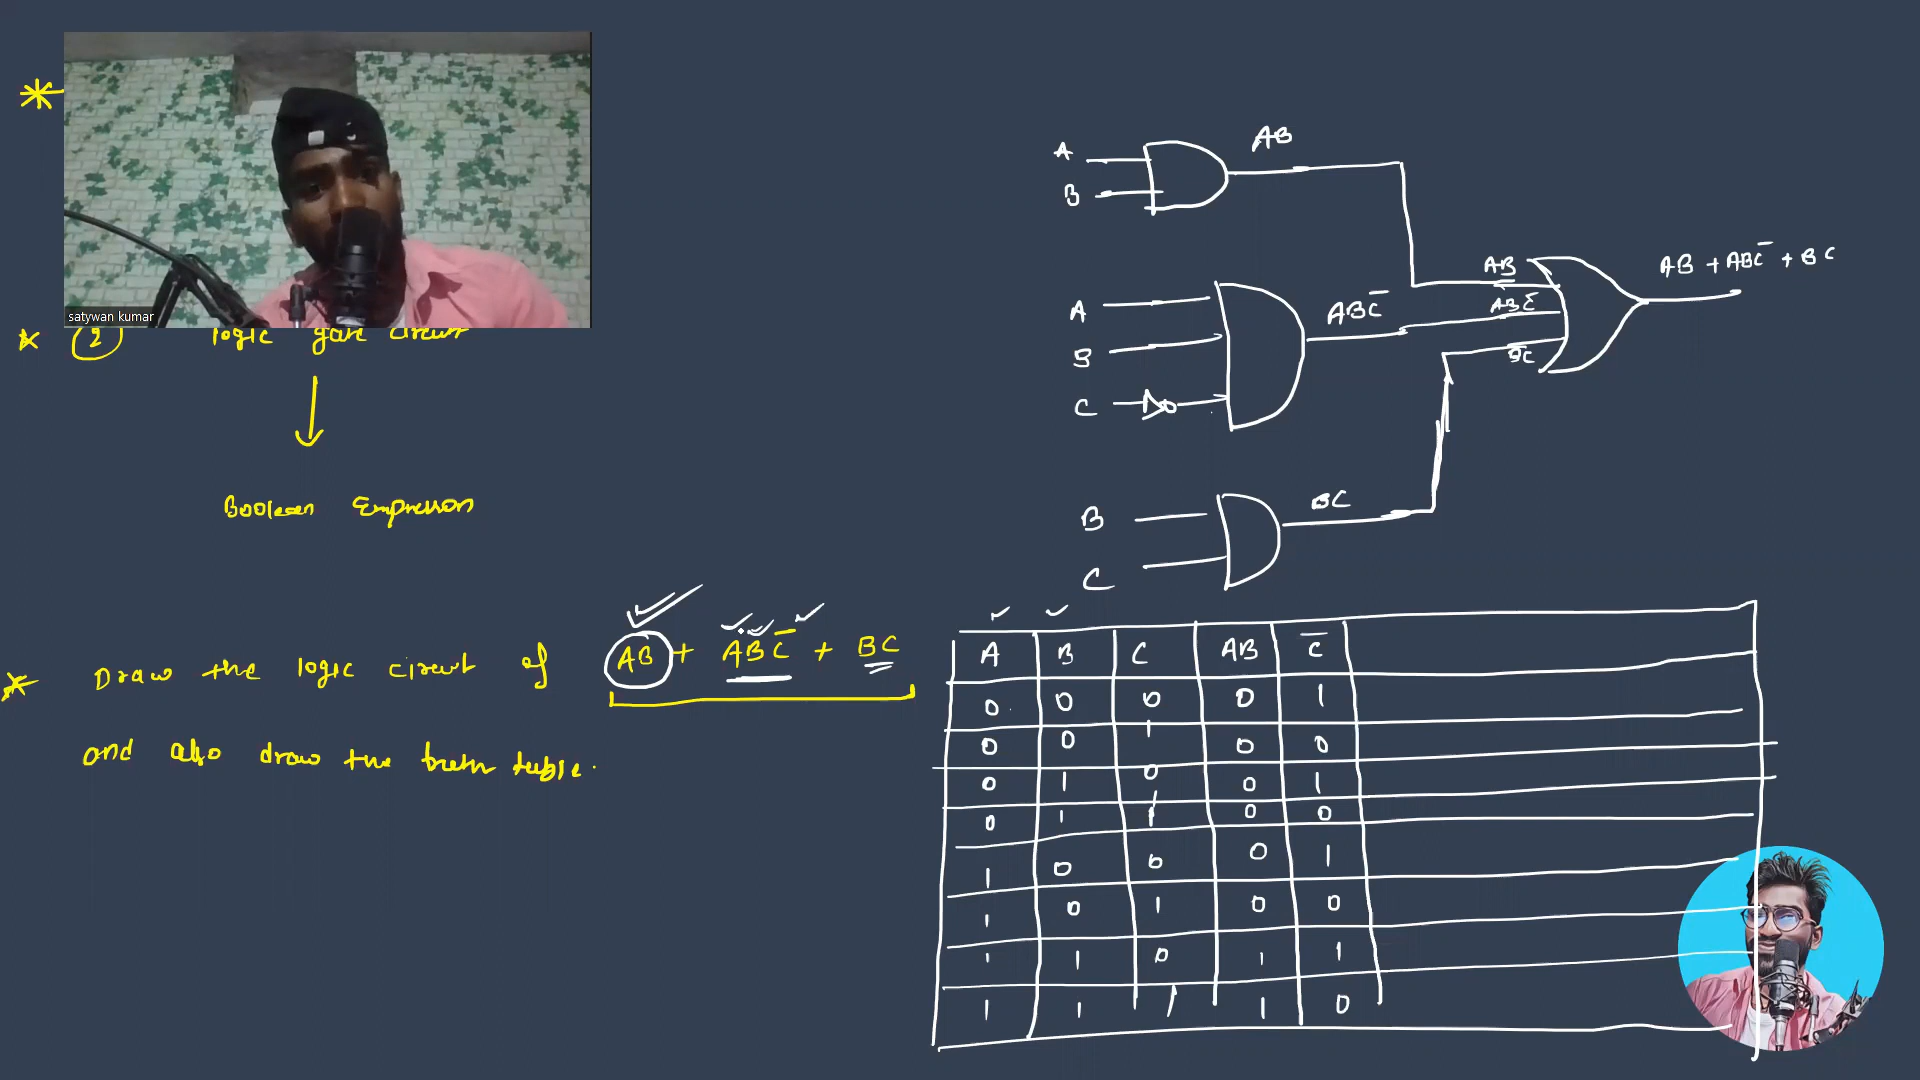 satywan kumar
* 2 logic gate circuit
Boolean Expression
* Draw the logic circuit of AB + ABC̅ + BC
and also draw the truth table.
A
B
AB
A
B
C
ABC̅
B
C
BC
AB
ABC̅
BC
AB + ABC̅ + BC
A B C AB C̅
0 0 0 0 1
0 0 1 0 0
0 1 0 0 1
0 1 1 0 0
1 0 0 0 1
1 0 1 0 0
1 1 0 1 1
1 1 1 1 0